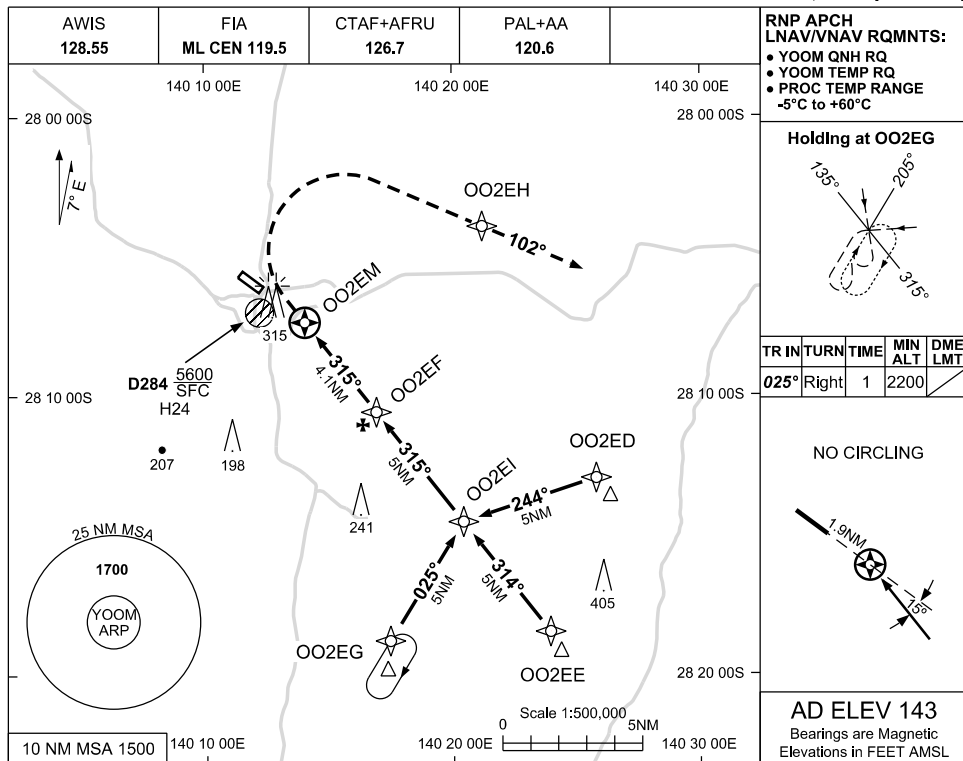 AWIS
128.55
FIA
ML CEN 119.5
CTAF+AFRU
126.7
PAL+AA
120.6
RNP APCH
LNAV/VNAV RQMNTS:
• YOOM QNH RQ
• YOOM TEMP RQ
• PROC TEMP RANGE
-5°C to +60°C
140 10 00E
140 20 00E
140 30 00E
28 00 00S
28 00 00S
7° E
OO2EH
102°
OO2EM
315
D284 5600
SFC
H24
315°
4.1NM
OO2EF
28 10 00S
28 10 00S
207
198
241
315°
5NM
OO2EI
OO2ED
244°
5NM
025°
5NM
314°
5NM
405
OO2EG
OO2EE
25 NM MSA
1700
YOOM
ARP
28 20 00S
Scale 1:500,000
0
5NM
10 NM MSA 1500
140 10 00E
140 20 00E
140 30 00E
Holding at OO2EG
135°
205°
315°
TR IN TURN TIME MIN ALT DME LMT
025° Right 1 2200
NO CIRCLING
1.9NM
15°
AD ELEV 143
Bearings are Magnetic
Elevations in FEET AMSL